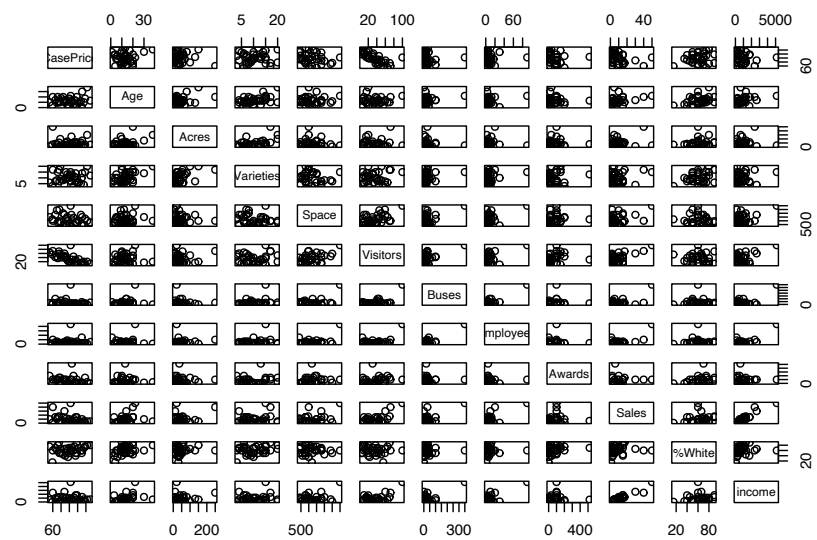 0 30 5 20 20 100 0 60 0 40 0 5000
asePric 60
0 Age
Acres 0
5 Varieties
Space 500
20 Visitors
Buses 0
0 mployee
Awards 0
0 Sales
%White 20
0 income
60 0 200 500 0 300 0 400 20 80